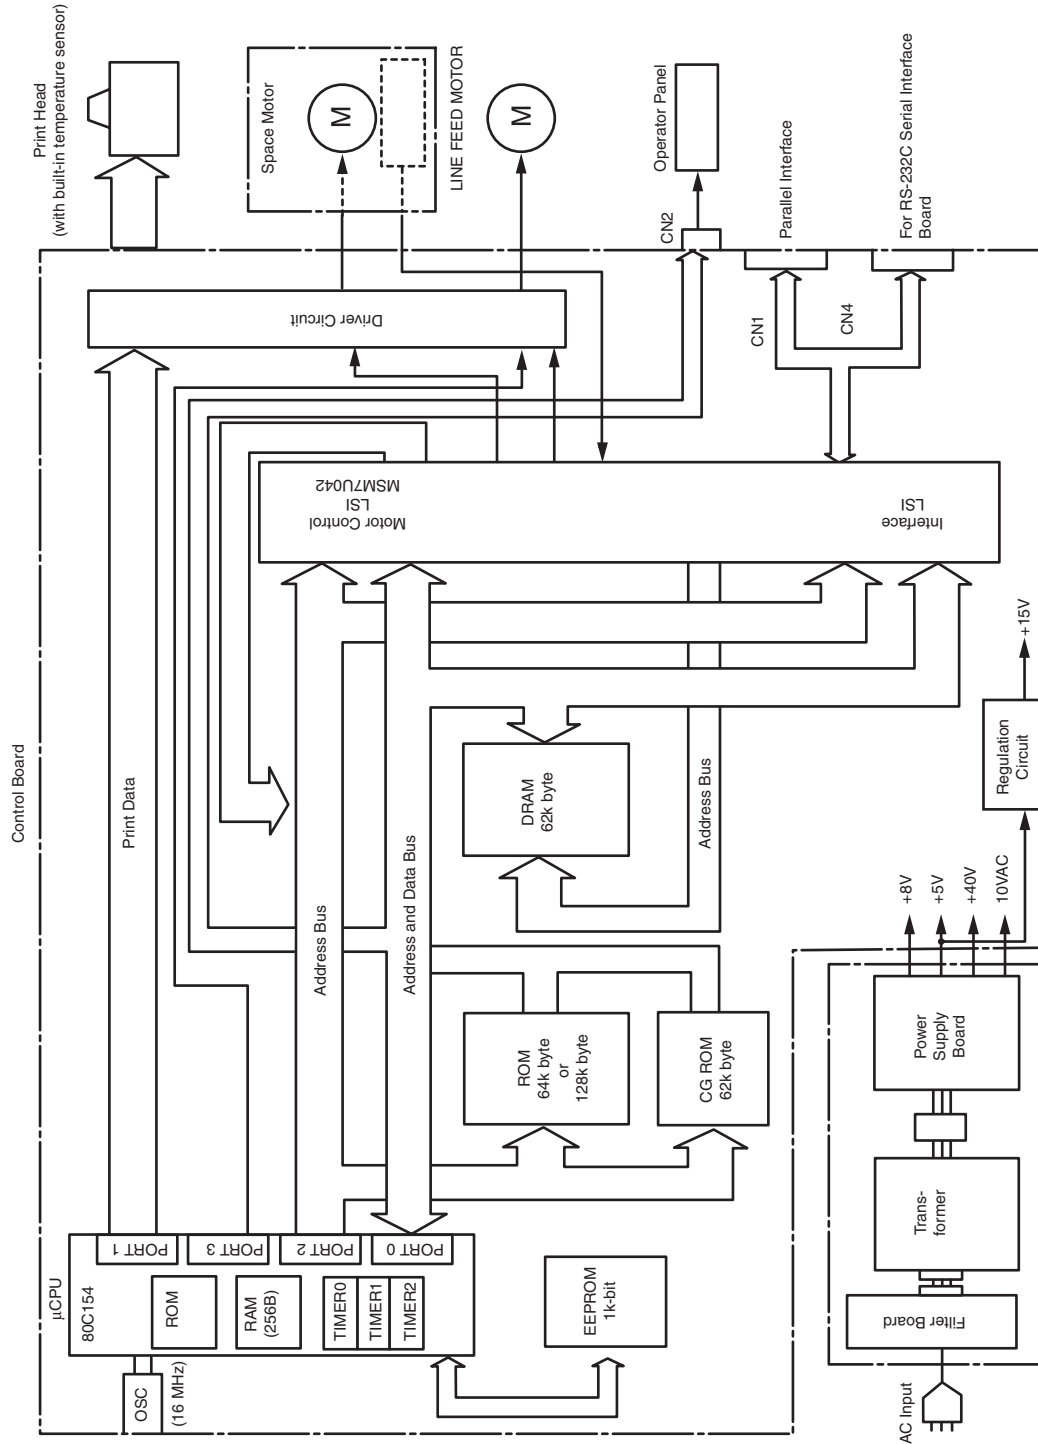 Control Board
Print Head
(with built-in temperature sensor)
Space Motor
M
LINE FEED MOTOR
M
Operator Panel
CN2
Parallel Interface
For RS-232C Serial Interface
Board
CN1
CN4
Driver Circuit
Print Data
Motor Control
LSI
MSM7U042
Interface
LSI
Address Bus
Address and Data Bus
DRAM
62k byte
Address Bus
ROM
64k byte
or
128k byte
CG ROM
62k byte
µCPU
80C154
PORT 1
PORT 3
PORT 2
PORT 0
ROM
RAM
(256B)
TIMER0
TIMER1
TIMER2
OSC
(16 MHz)
EEPROM
1k-bit
AC Input
Filter Board
Trans-
former
Power
Supply
Board
+8V
+5V
+40V
10VAC
Regulation
Circuit
+15V